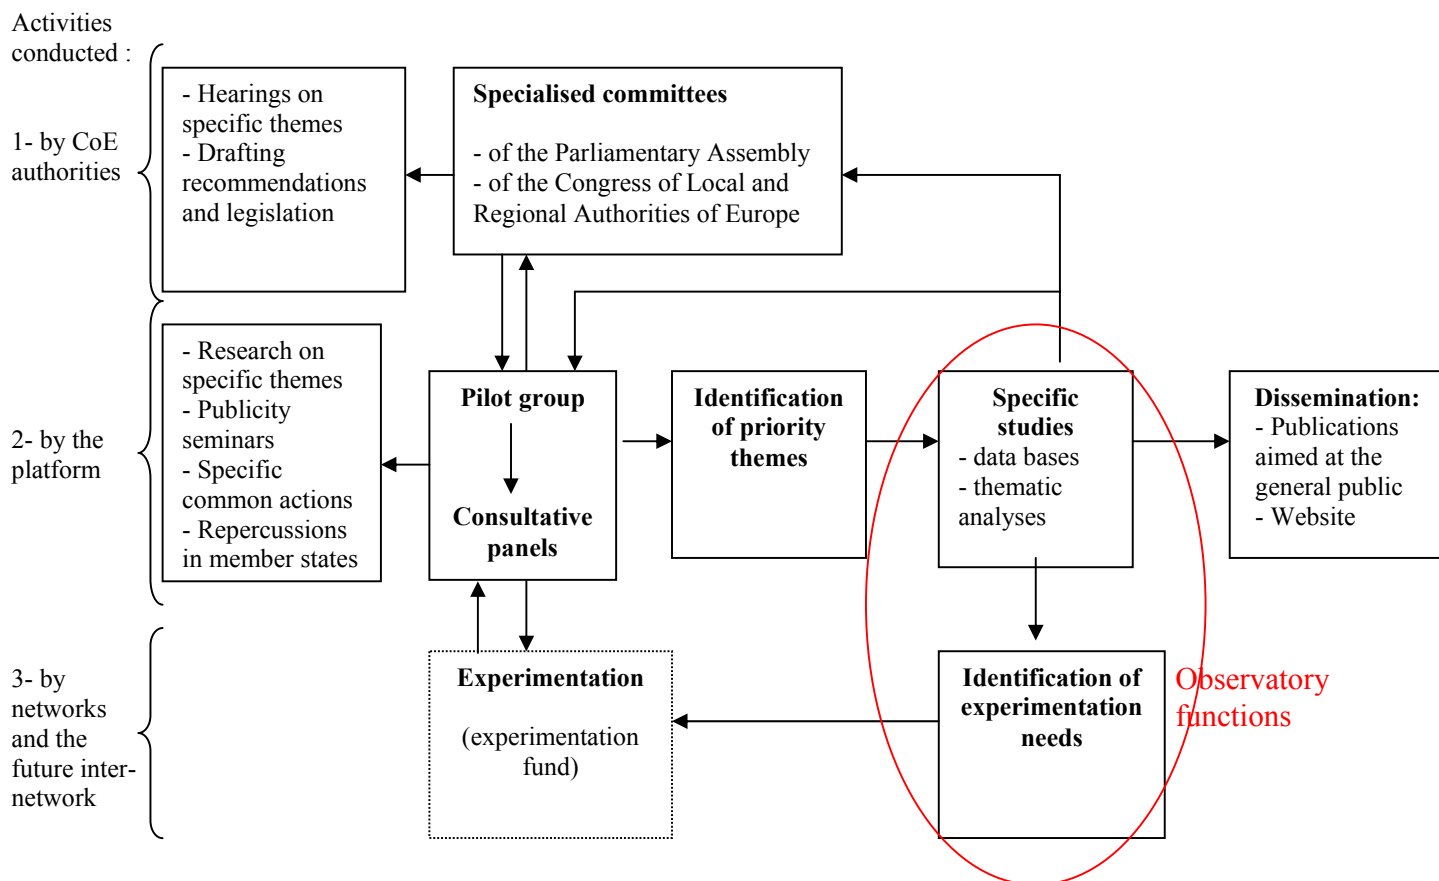 Activities
conducted :
1- by CoE
authorities
- Hearings on
specific themes
- Drafting
recommendations
and legislation
Specialised committees
- of the Parliamentary Assembly
- of the Congress of Local and
Regional Authorities of Europe
2- by the
platform
- Research on
specific themes
- Publicity
seminars
- Specific
common actions
- Repercussions
in member states
Pilot group
Consultative
panels
Identification
of priority
themes
Specific
studies
- data bases
- thematic
analyses
Dissemination:
- Publications
aimed at the
general public
- Website
3- by
networks
and the
future inter-
network
Experimentation
(experimentation
fund)
Identification of
experimentation
needs
Observatory
functions